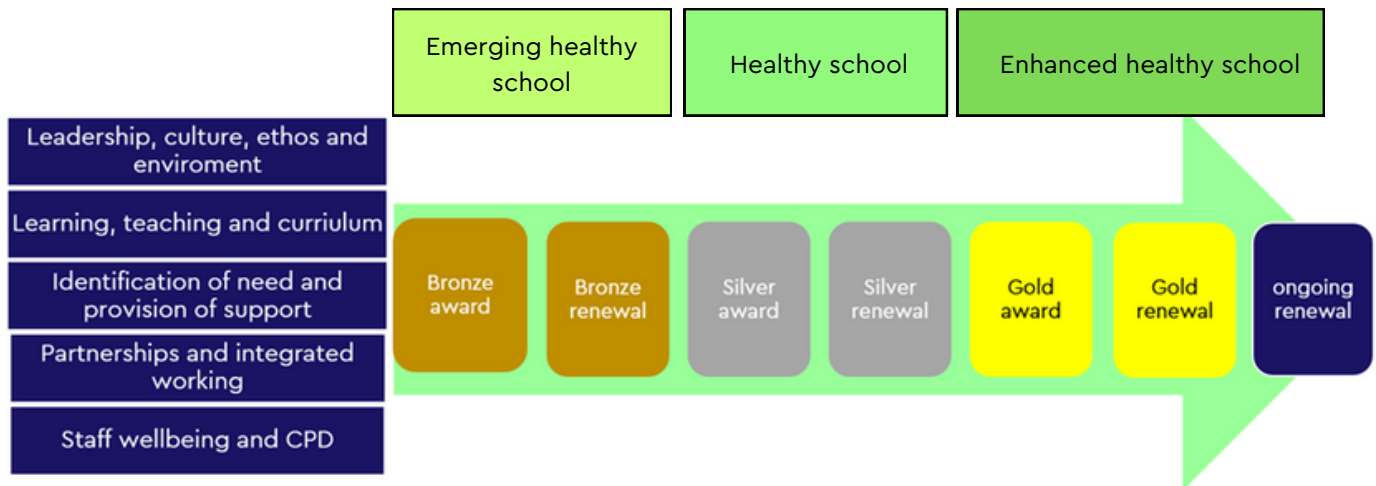 Emerging healthy
school
Healthy school
Enhanced healthy school
Leadership, culture, ethos and
enviroment
Learning, teaching and curriulum
Identification of need and
provision of support
Partnerships and integrated
working
Staff wellbeing and CPD
Bronze
award
Bronze
renewal
Silver
award
Silver
renewal
Gold
award
Gold
renewal
ongoing
renewal